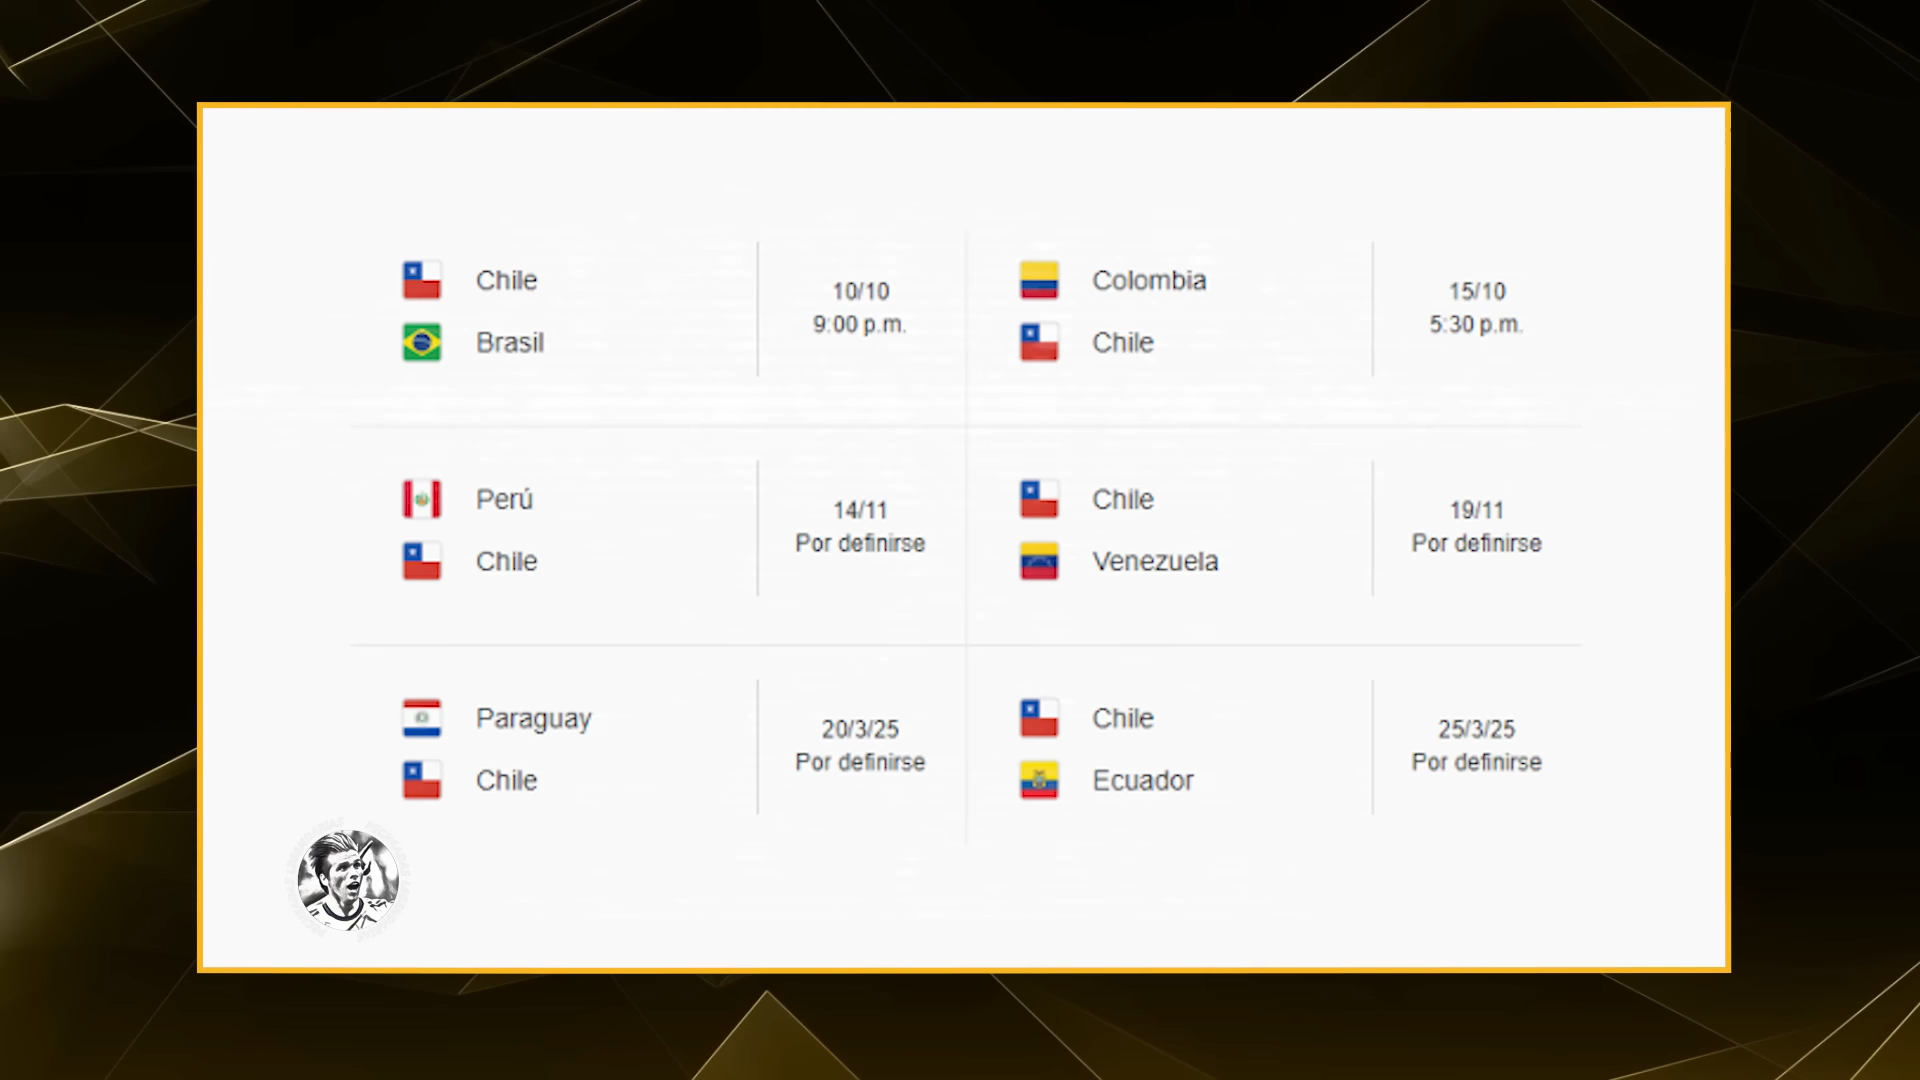 Chile
Brasil
10/10
9:00 p.m.
Colombia
Chile
15/10
5:30 p.m.
Perú
Chile
14/11
Por definirse
Chile
Venezuela
19/11
Por definirse
Paraguay
Chile
20/3/25
Por definirse
Chile
Ecuador
25/3/25
Por definirse